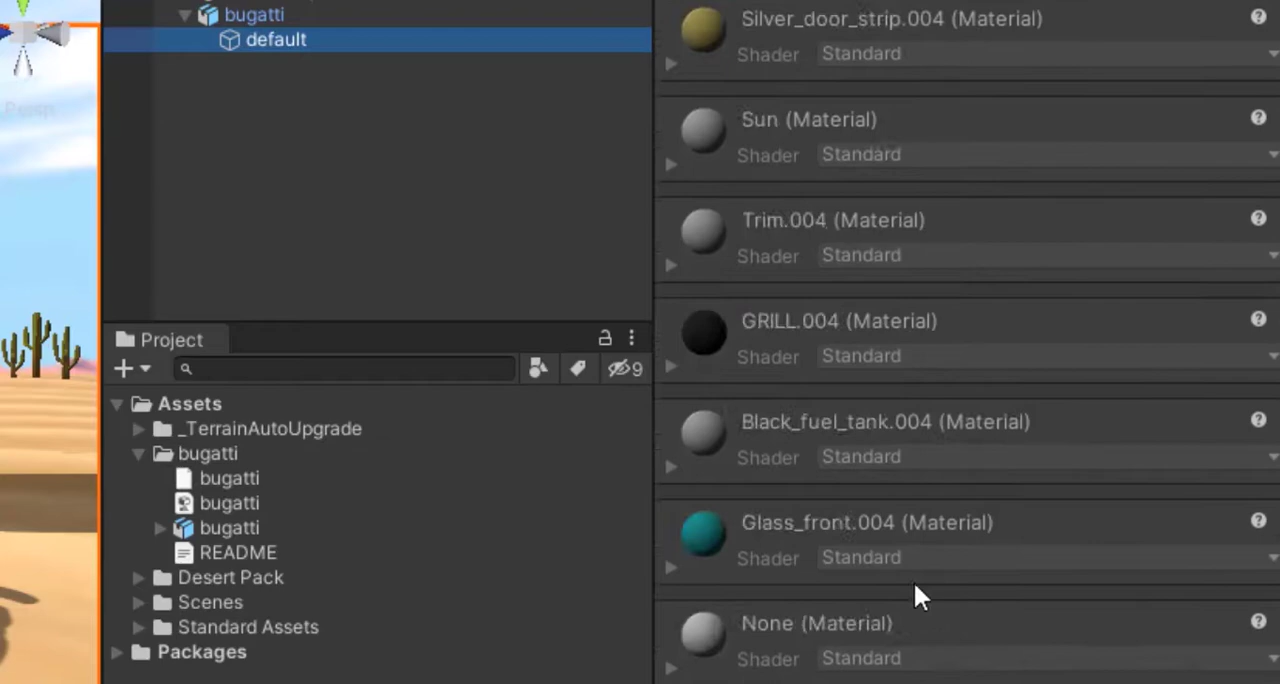 bugatti
default
Persp
Project
9
Assets
_TerrainAutoUpgrade
bugatti
bugatti
bugatti
bugatti
README
Desert Pack
Scenes
Standard Assets
Packages
Silver_door_strip.004 (Material)
Shader Standard
Sun (Material)
Shader Standard
Trim.004 (Material)
Shader Standard
GRILL.004 (Material)
Shader Standard
Black_fuel_tank.004 (Material)
Shader Standard
Glass_front.004 (Material)
Shader Standard
None (Material)
Shader Standard